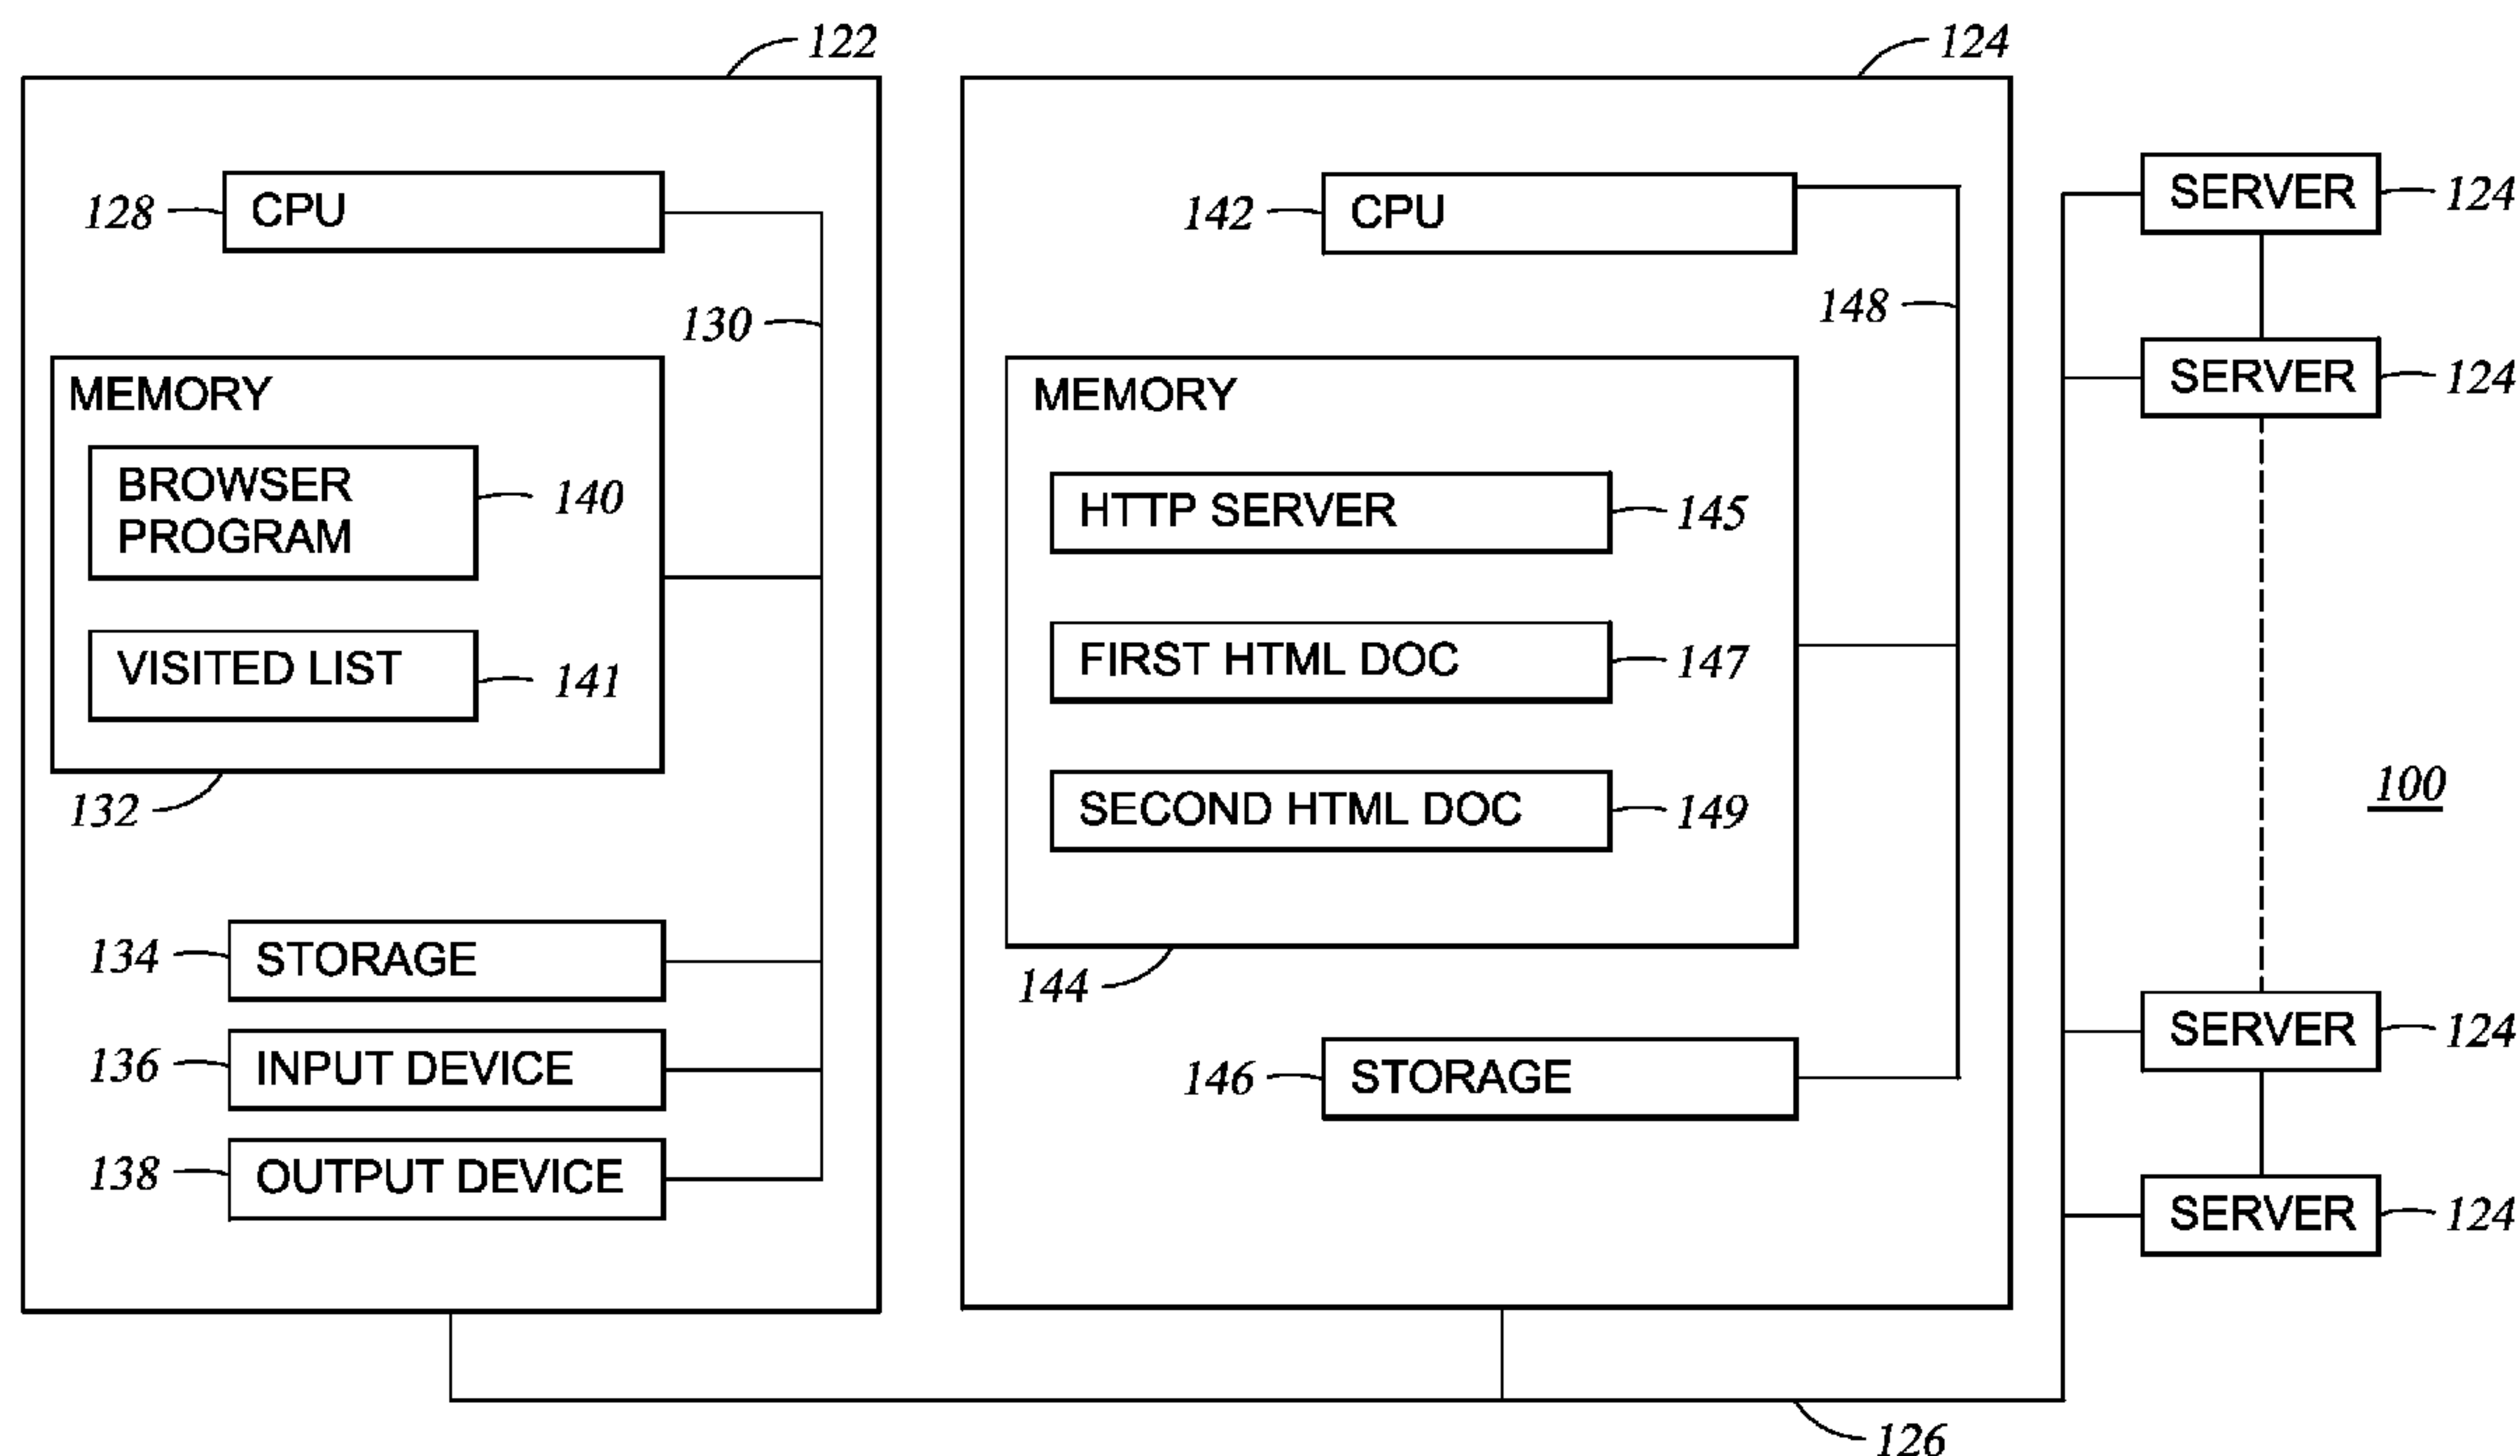 122
128
CPU
130
MEMORY
BROWSER
PROGRAM
140
VISITED LIST
141
132
134
STORAGE
136
INPUT DEVICE
138
OUTPUT DEVICE
124
142
CPU
148
MEMORY
HTTP SERVER
145
FIRST HTML DOC
147
SECOND HTML DOC
149
144
146
STORAGE
SERVER
124
SERVER
124
100
SERVER
124
SERVER
124
126